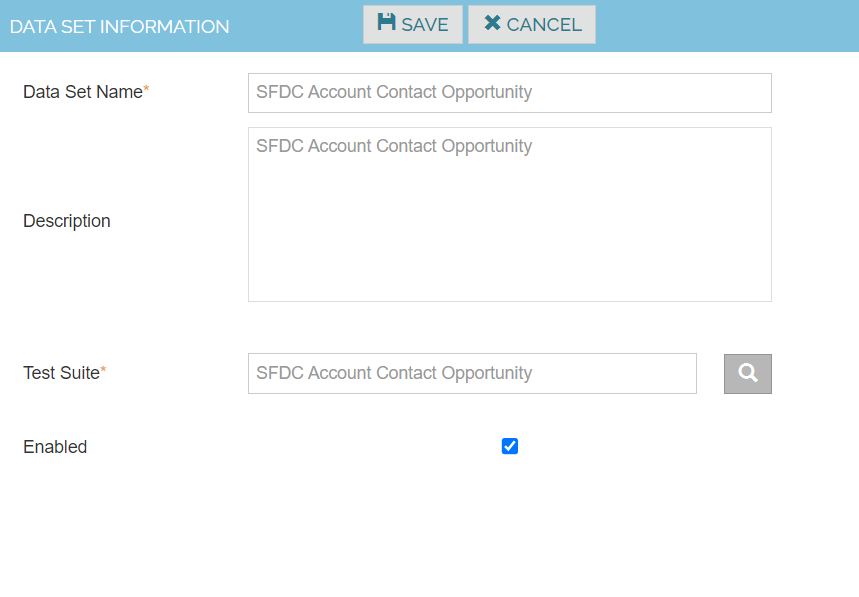 DATA SET INFORMATION
SAVE
CANCEL
Data Set Name*
SFDC Account Contact Opportunity
Description
SFDC Account Contact Opportunity
Test Suite*
SFDC Account Contact Opportunity
Enabled